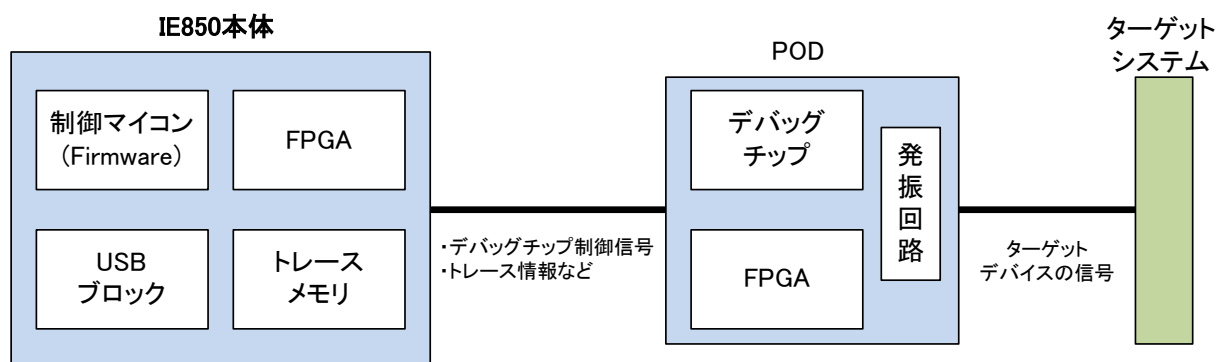 IE850本体
制御マイコン
（Firmware）
FPGA
USB
ブロック
トレース
メモリ
・デバッグチップ制御信号
・トレース情報など
POD
デバッグ
チップ
FPGA
発
振
回
路
ターゲット
デバイスの信号
ターゲット
システム